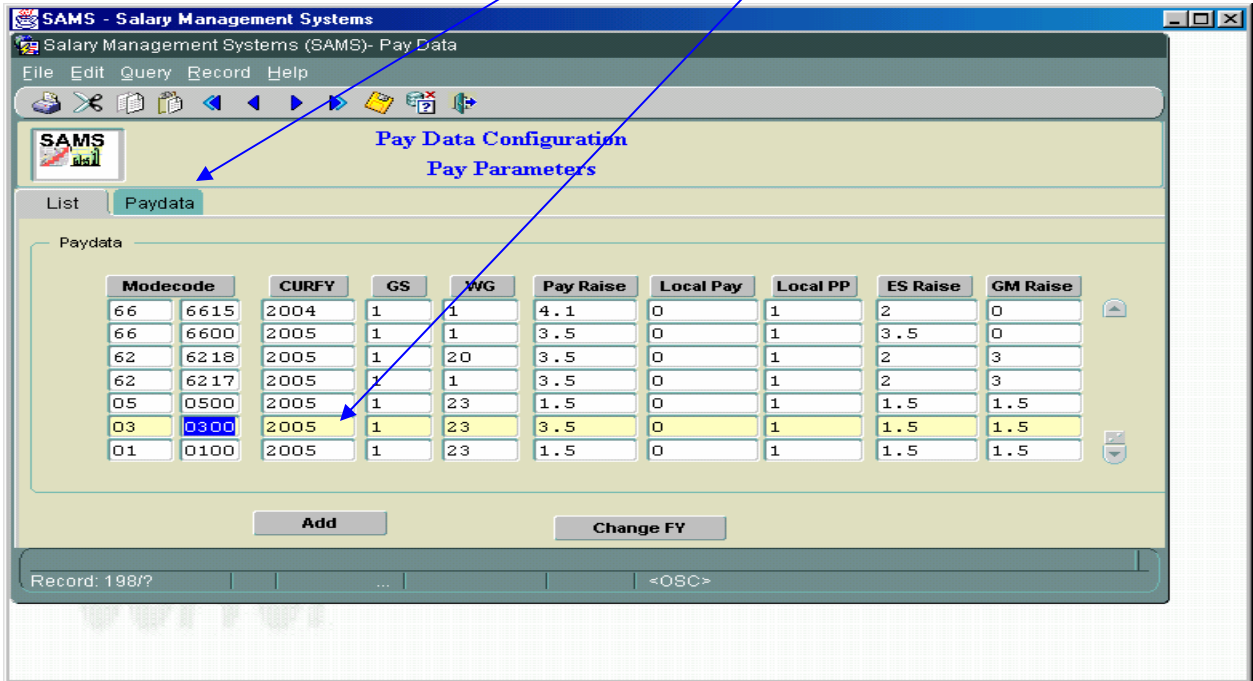 SAMS - Salary Management Systems
Salary Management Systems (SAMS)- Pay Data
File Edit Query Record Help
SAMS
Pay Data Configuration
Pay Parameters
List Paydata
Paydata
Modecode CURFY GS WG Pay Raise Local Pay Local PP ES Raise GM Raise
66 6615 2004 1 1 4.1 0 1 2 0
66 6600 2005 1 1 3.5 0 1 3.5 0
62 6218 2005 1 20 3.5 0 1 2 3
62 6217 2005 1 1 3.5 0 1 2 3
05 0500 2005 1 23 1.5 0 1 1.5 1.5
03 0300 2005 1 23 3.5 0 1 1.5 1.5
01 0100 2005 1 23 1.5 0 1 1.5 1.5
Add Change FY
Record: 198/? ... <OSC>